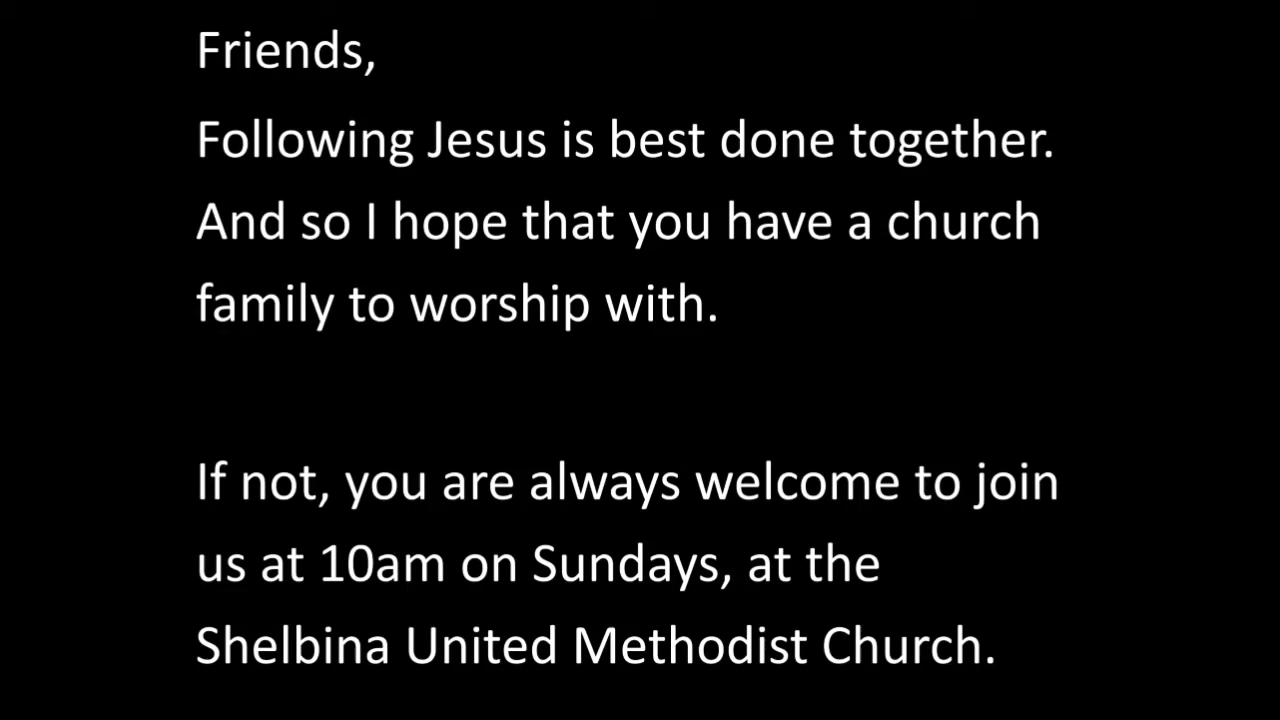 Friends,
Following Jesus is best done together.
And so I hope that you have a church
family to worship with.
If not, you are always welcome to join
us at 10am on Sundays, at the
Shelbina United Methodist Church.